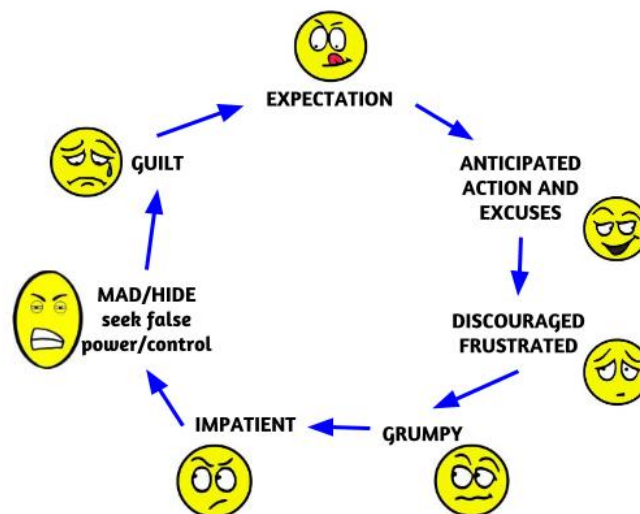 EXPECTATION
ANTICIPATED
ACTION AND
EXCUSES
DISCOURAGED
FRUSTRATED
GRUMPY
IMPATIENT
MAD/HIDE
seek false
power/control
GUILT